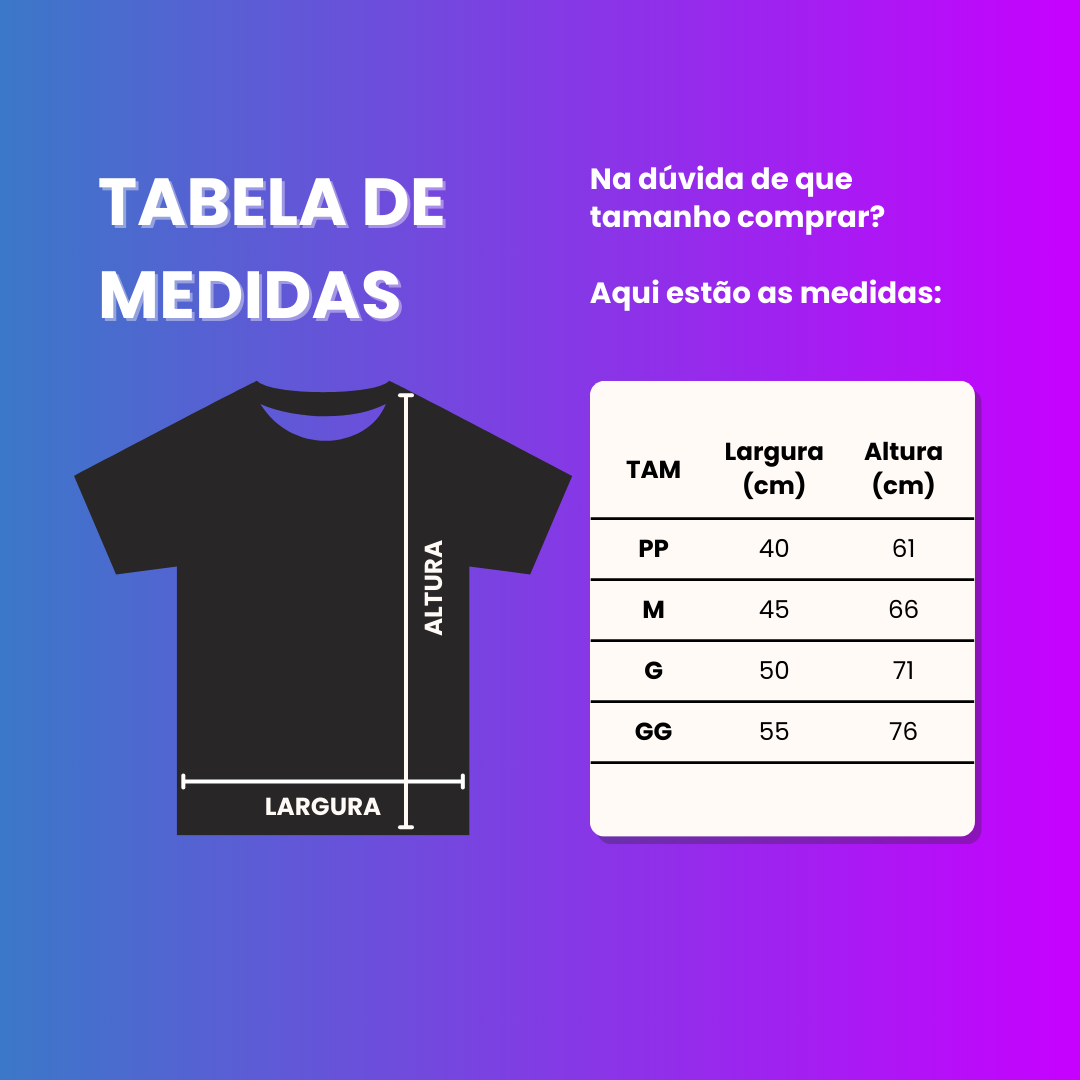 TABELA DE
MEDIDAS
Na dúvida de que
tamanho comprar?
Aqui estão as medidas:
ALTURA
LARGURA
TAM Largura (cm) Altura (cm)
PP 40 61
M 45 66
G 50 71
GG 55 76